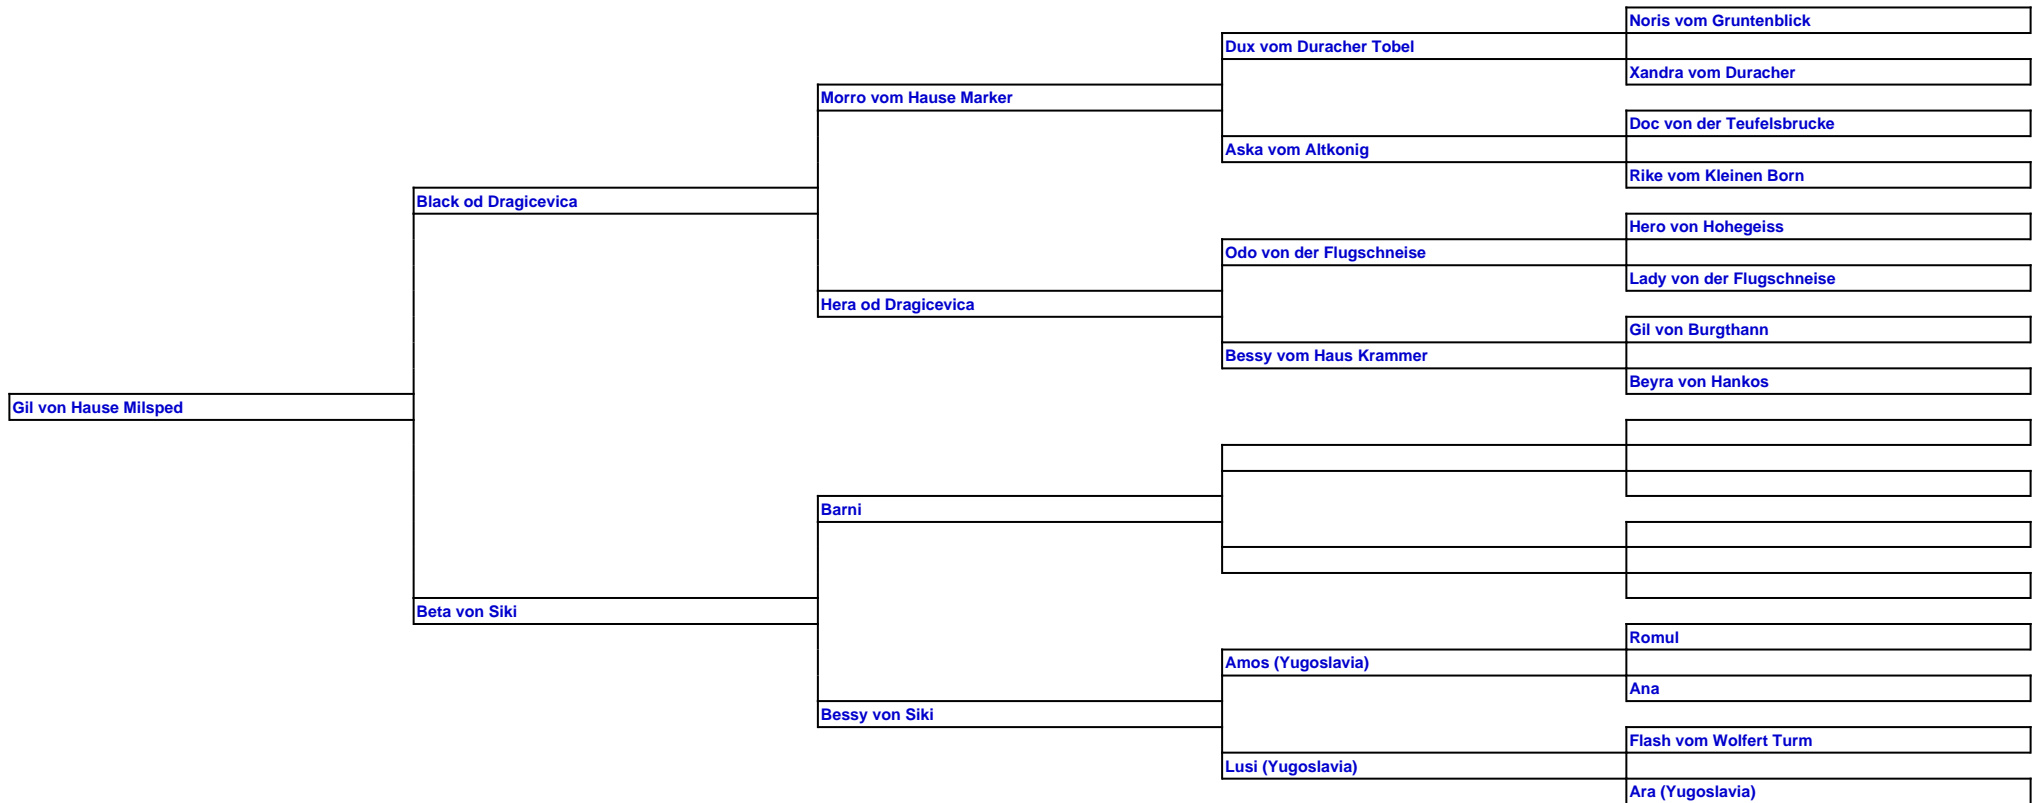 Noris vom Gruntenblick
Dux vom Duracher Tobel
Xandra vom Duracher
Morro vom Hause Marker
Doc von der Teufelsbrucke
Aska vom Altkonig
Rike vom Kleinen Born
Black od Dragicevica
Hero von Hohegeiss
Odo von der Flugschneise
Lady von der Flugschneise
Hera od Dragicevica
Gil von Burgthann
Bessy vom Haus Krammer
Beyra von Hankos
Gil von Hause Milsped
Barni
Beta von Siki
Romul
Amos (Yugoslavia)
Ana
Bessy von Siki
Flash vom Wolfert Turm
Lusi (Yugoslavia)
Ara (Yugoslavia)